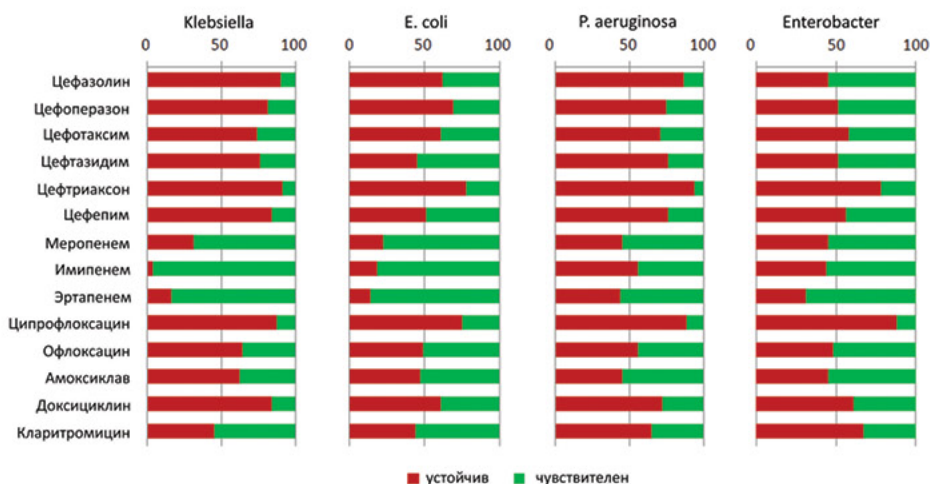 Klebsiella E. coli P. aeruginosa Enterobacter
0 50 100 0 50 100 0 50 100 0 50 100
Цефазолин
Цефоперазон
Цефотаксим
Цефтазидим
Цефтриаксон
Цефепим
Меропенем
Имипенем
Эртапенем
Ципрофлоксацин
Офлоксацин
Амоксиклав
Доксициклин
Кларитромицин
устойчив чувствителен